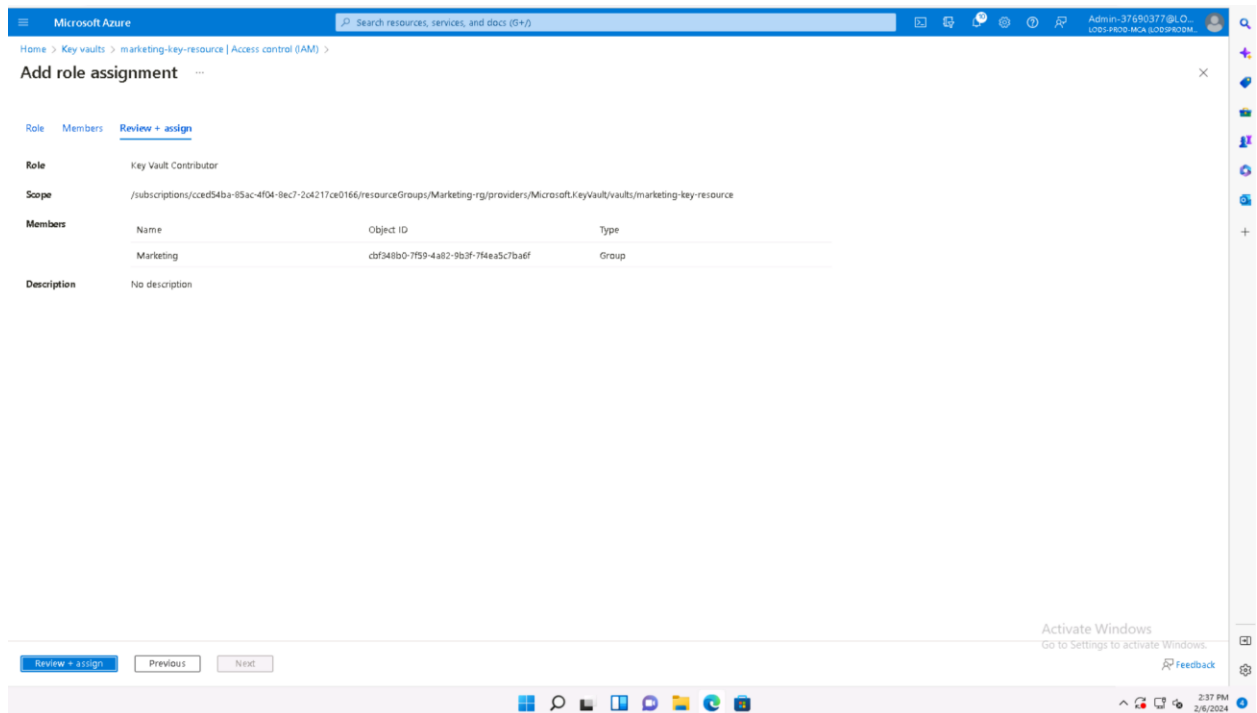 Microsoft Azure
Search resources, services, and docs (G+/)
10
Admin-37690377@LO...
LODS-PROD-MCA (LODSPRODM...
Home > Key vaults > marketing-key-resource | Access control (IAM) >
Add role assignment ...
Role Members Review + assign
Role Key Vault Contributor
Scope /subscriptions/cced54ba-85ac-4f04-8ec7-2c4217ce0166/resourceGroups/Marketing-rg/providers/Microsoft.KeyVault/vaults/marketing-key-resource
Members Name Object ID Type
Marketing cbf348b0-7f59-4a82-9b3f-7f4ea5c7ba6f Group
Description No description
Activate Windows
Go to Settings to activate Windows.
Review + assign Previous Next Feedback
2:37 PM
2/6/2024
4